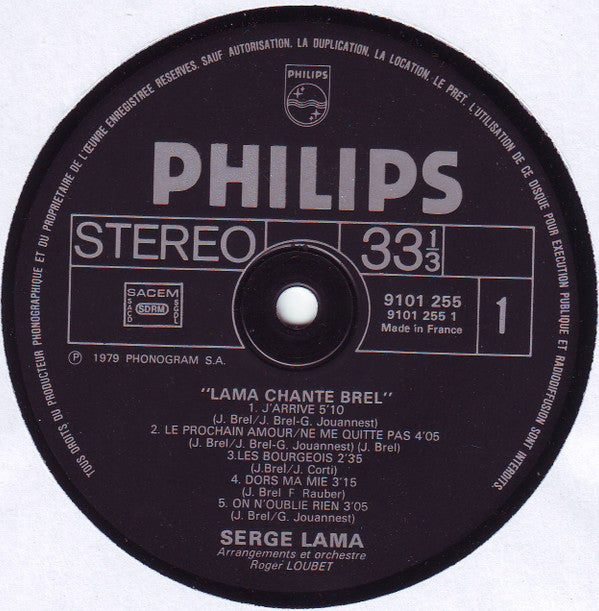 TOUS DROITS DU PRODUCTEUR PHONOGRAPHIQUE ET DU PROPRIETAIRE DE L'ŒUVRE ENREGISTREE RESERVES. SAUF AUTORISATION, LA DUPLICATION, LA LOCATION, LE PRET, L'UTILISATION DE CE DISQUE POUR EXECUTION PUBLIQUE ET RADIODIFFUSION SONT INTERDITS.
PHILIPS
PHILIPS
STEREO
33 1/3
SACEM
SACD
SDRM
SGDL
9101 255
9101 255 1
Made in France
1
Ⓟ 1979 PHONOGRAM S.A.
"LAMA CHANTE BREL"
1. J'ARRIVE 5'10
(J. Brel/J. Brel-G. Jouannest)
2. LE PROCHAIN AMOUR/NE ME QUITTE PAS 4'05
(J. Brel/J. Brel-G. Jouannest) (J. Brel)
3.LES BOURGEOIS 2'35
(J.Brel/J. Corti)
4. DORS MA MIE 3'15
(J. Brel F. Rauber)
5. ON N'OUBLIE RIEN 3'05
(J. Brel/G. Jouannest)
SERGE LAMA
Arrangements et orchestre
Roger LOUBET